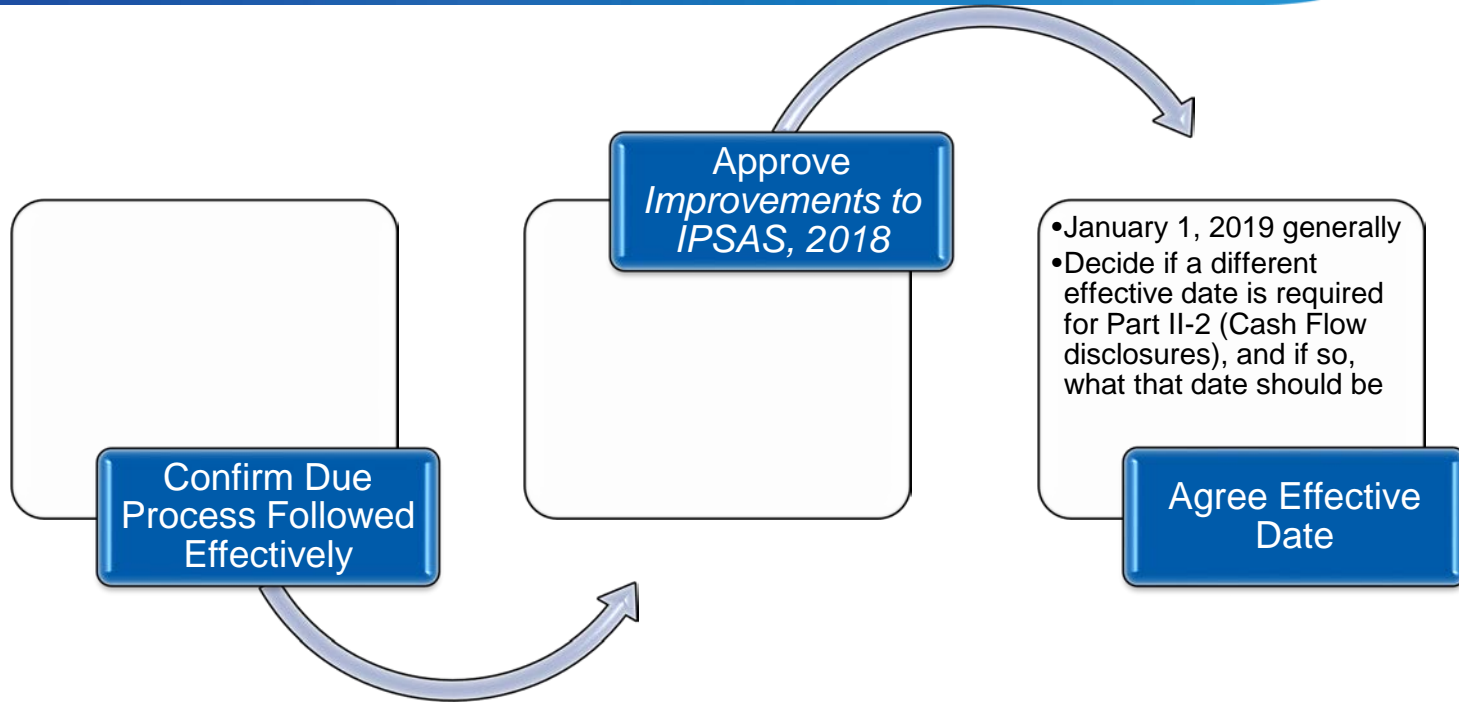 Confirm Due
Process Followed
Effectively
Approve
Improvements to
IPSAS, 2018
•January 1, 2019 generally
•Decide if a different
effective date is required
for Part II-2 (Cash Flow
disclosures), and if so,
what that date should be
Agree Effective
Date